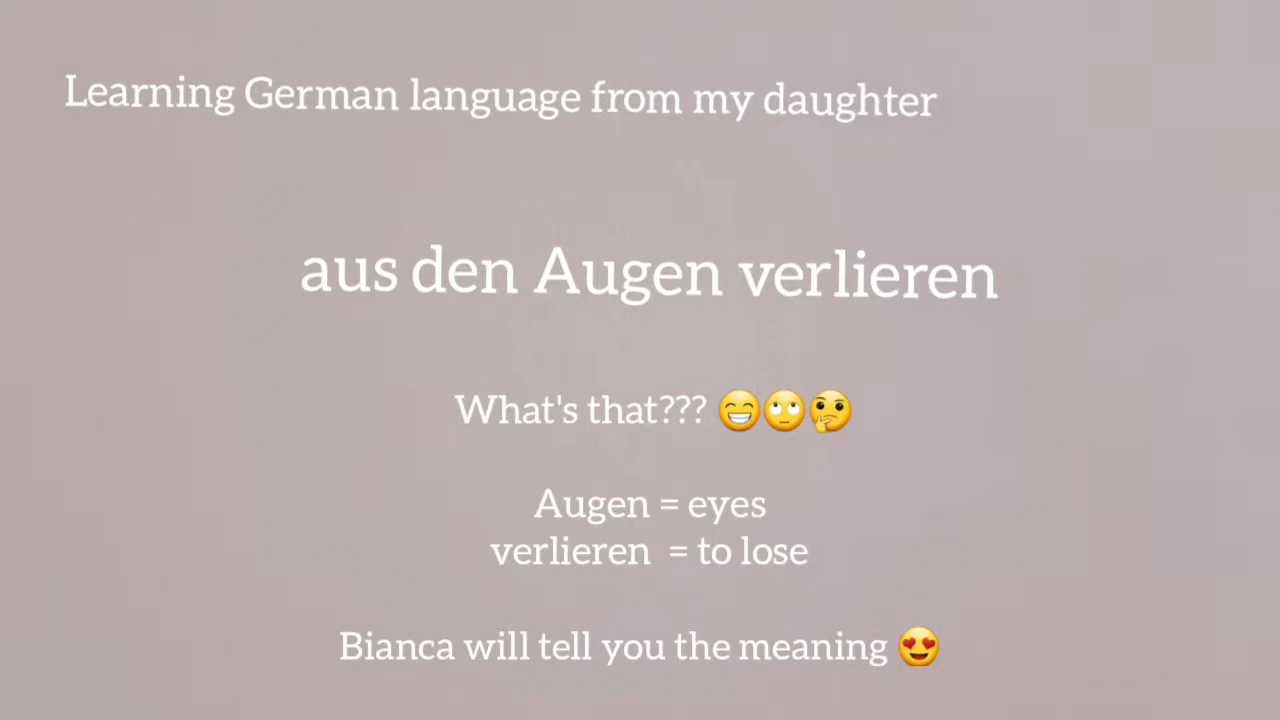 Learning German language from my daughter
aus den Augen verlieren
What's that??? 😁🙄🤔
Augen = eyes
verlieren = to lose
Bianca will tell you the meaning 😍